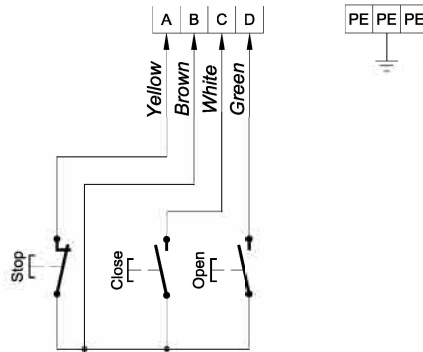 A B C D PE PE PE
Yellow
Brown
White
Green
Stop
Close
Open